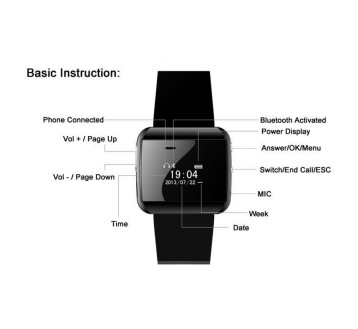 Basic Instruction:
Phone Connected
Bluetooth Activated
Vol + / Page Up
Power Display
Answer/OK/Menu
Vol - / Page Down
Switch/End Call/ESC
19:04
2013/07/22
MIC
Week
Time
Date